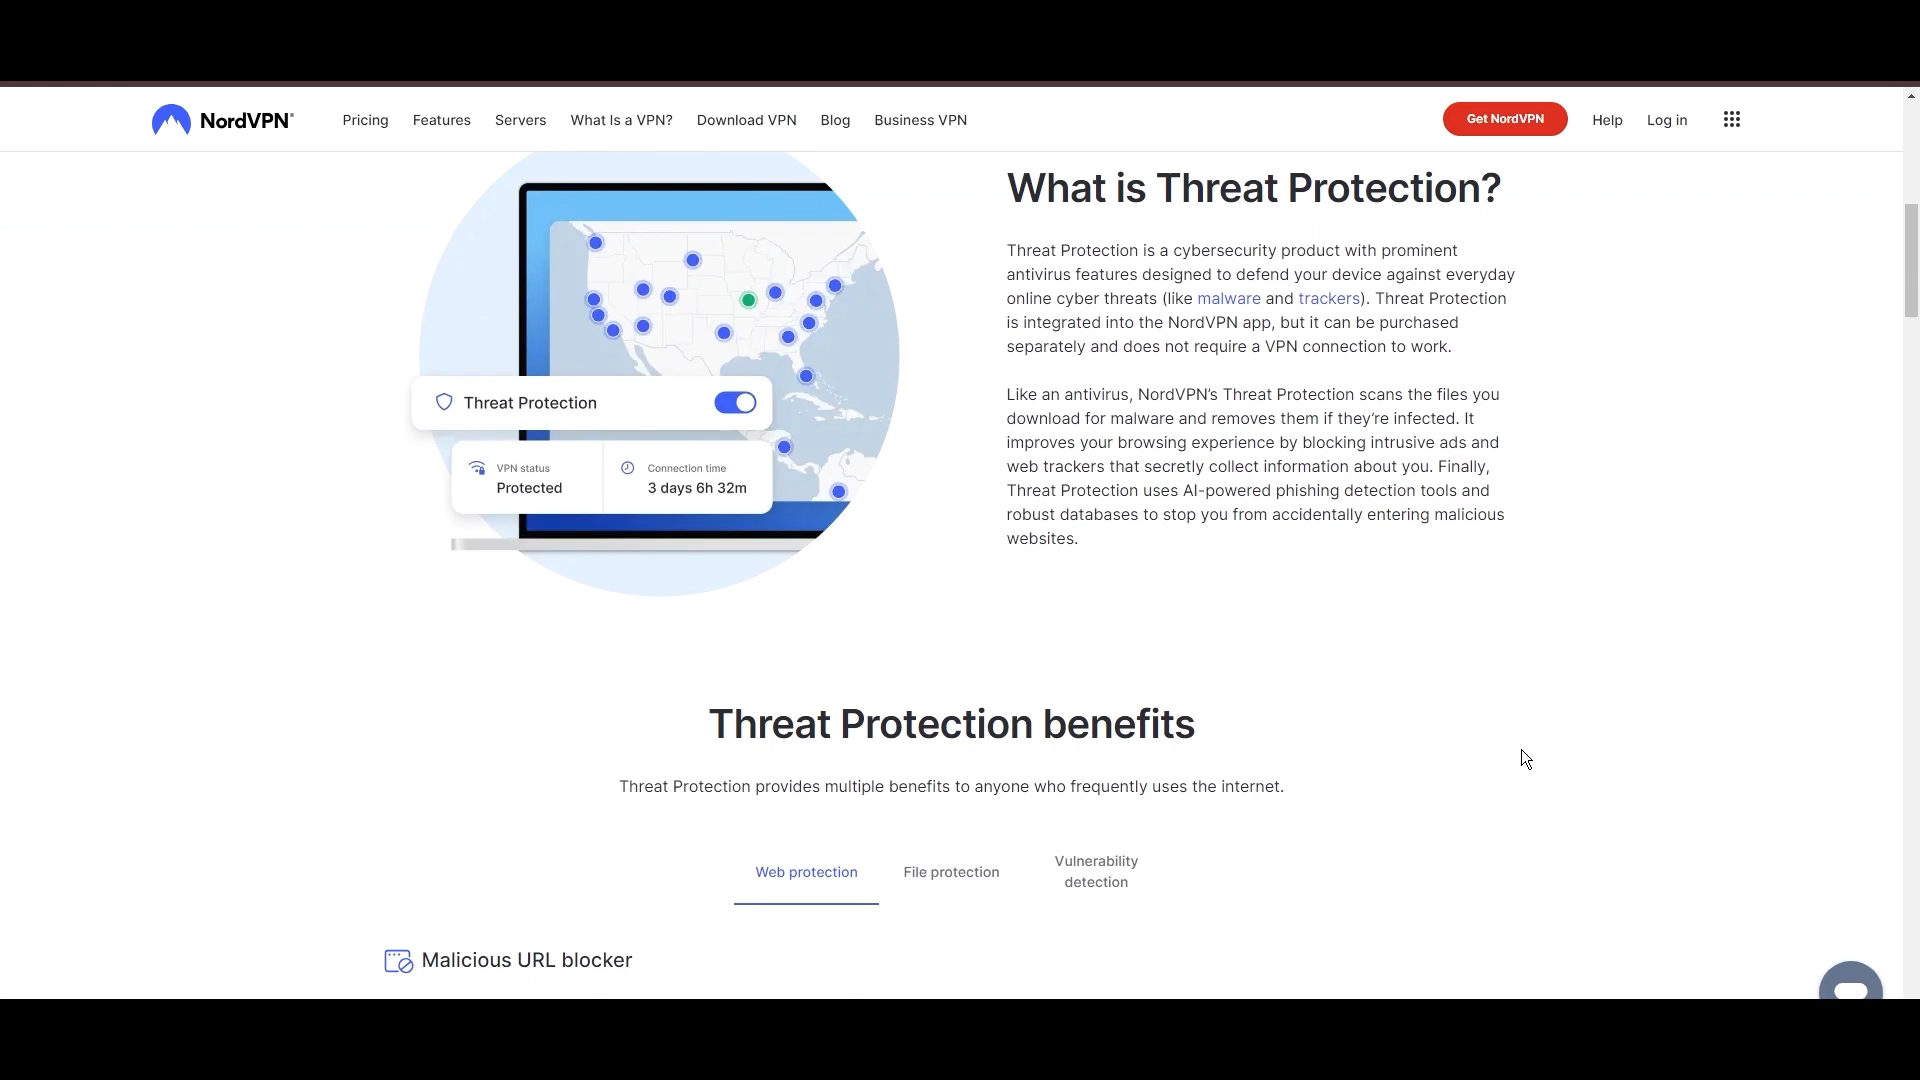 NordVPN®
Pricing
Features
Servers
What Is a VPN?
Download VPN
Blog
Business VPN
Get NordVPN
Help
Log in
Threat Protection
VPN status
Protected
Connection time
3 days 6h 32m
What is Threat Protection?
Threat Protection is a cybersecurity product with prominent
antivirus features designed to defend your device against everyday
online cyber threats (like malware and trackers). Threat Protection
is integrated into the NordVPN app, but it can be purchased
separately and does not require a VPN connection to work.
Like an antivirus, NordVPN’s Threat Protection scans the files you
download for malware and removes them if they’re infected. It
improves your browsing experience by blocking intrusive ads and
web trackers that secretly collect information about you. Finally,
Threat Protection uses AI-powered phishing detection tools and
robust databases to stop you from accidentally entering malicious
websites.
Threat Protection benefits
Threat Protection provides multiple benefits to anyone who frequently uses the internet.
Web protection
File protection
Vulnerability
detection
Malicious URL blocker